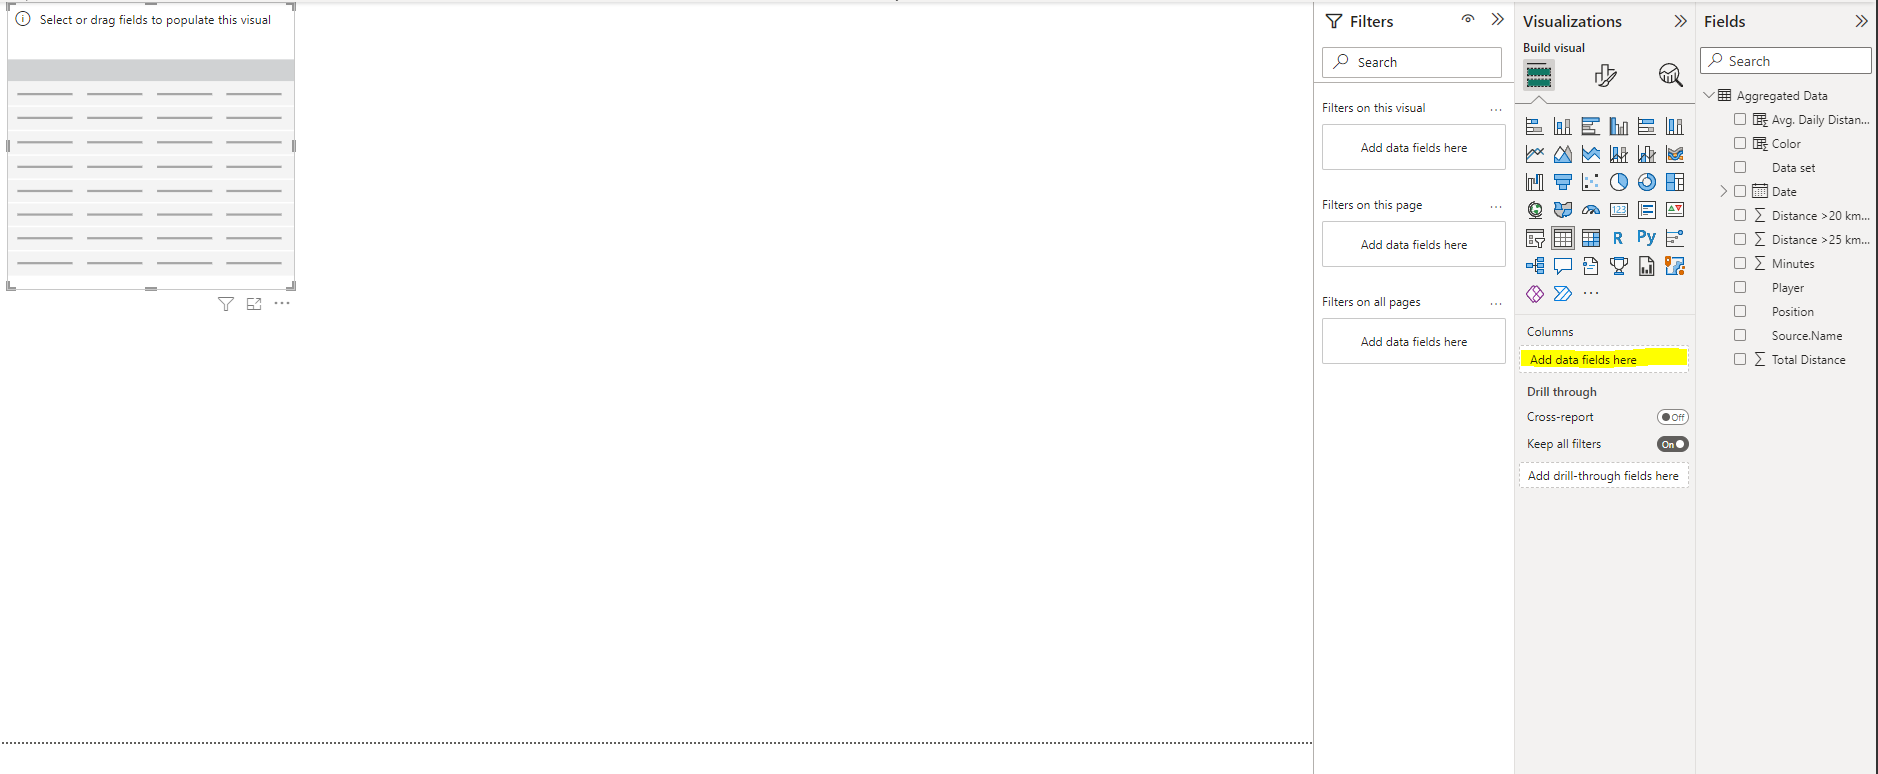 Select or drag fields to populate this visual
Filters
Search
Filters on this visual
Add data fields here
Filters on this page
Add data fields here
Filters on all pages
Add data fields here
Visualizations
Build visual
123
R
Py
Columns
Add data fields here
Drill through
Cross-report
Off
Keep all filters
On
Add drill-through fields here
Fields
Search
Aggregated Data
Avg. Daily Distan...
Color
Data set
Date
Distance >20 km...
Distance >25 km...
Minutes
Player
Position
Source.Name
Total Distance